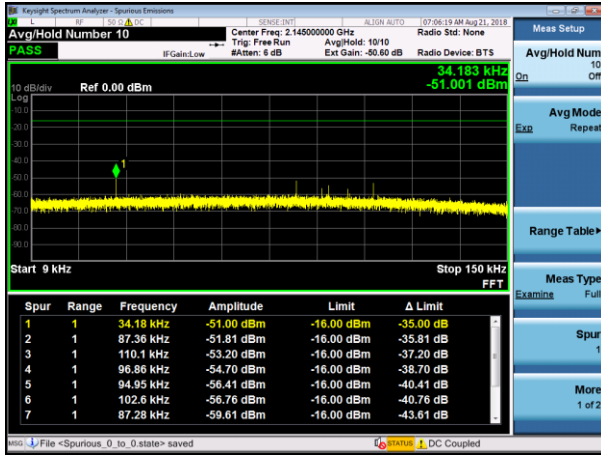 Keysight Spectrum Analyzer - Spurious Emissions
L RF 50 Ω DC SENSE:INT ALIGN AUTO 07:06:19 AM Aug 21, 2018
Avg/Hold Number 10
Center Freq: 2.145000000 GHz Radio Std: None
Trig: Free Run Avg|Hold: 10/10
PASS IFGain:Low #Atten: 6 dB Ext Gain: -50.60 dB Radio Device: BTS
34.183 kHz
10 dB/div Ref 0.00 dBm -51.001 dBm
Log
-10.0
-20.0
-30.0
-40.0
1
-50.0
-60.0
-70.0
-80.0
-90.0
Start 9 kHz Stop 150 kHz
FFT
Spur Range Frequency Amplitude Limit Δ Limit
1 1 34.18 kHz -51.00 dBm -16.00 dBm -35.00 dB
2 1 87.36 kHz -51.81 dBm -16.00 dBm -35.81 dB
3 1 110.1 kHz -53.20 dBm -16.00 dBm -37.20 dB
4 1 96.86 kHz -54.70 dBm -16.00 dBm -38.70 dB
5 1 94.95 kHz -56.41 dBm -16.00 dBm -40.41 dB
6 1 102.6 kHz -56.76 dBm -16.00 dBm -40.76 dB
7 1 87.28 kHz -59.61 dBm -16.00 dBm -43.61 dB
MSG File <Spurious_0_to_0.state> saved STATUS DC Coupled
Meas Setup
Avg/Hold Num
10
On Off
Avg Mode
Exp Repeat
Range Table
Meas Type
Examine Full
Spur
1
More
1 of 2